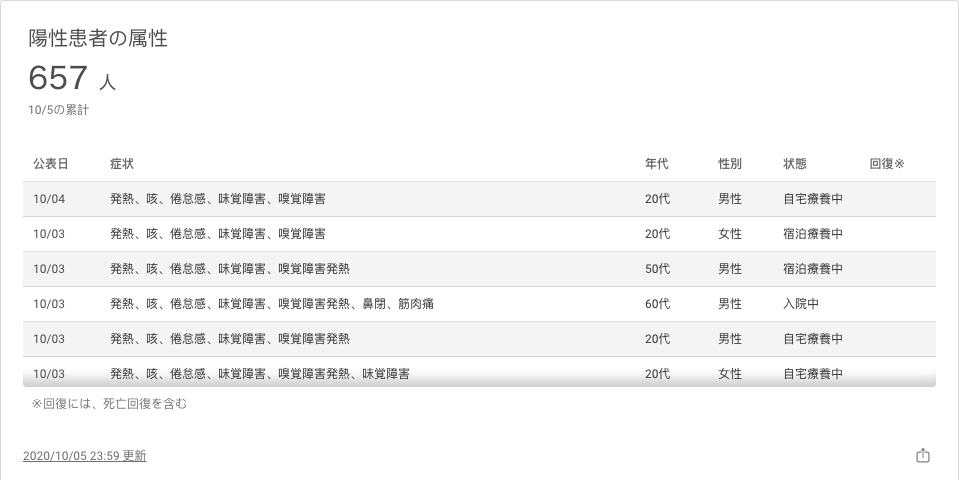 陽性患者の属性
657 人
10/5の累計
公表日 症状 年代 性別 状態 回復※
10/04 発熱、咳、倦怠感、味覚障害、嗅覚障害 20代 男性 自宅療養中
10/03 発熱、咳、倦怠感、味覚障害、嗅覚障害 20代 女性 宿泊療養中
10/03 発熱、咳、倦怠感、味覚障害、嗅覚障害発熱 50代 男性 宿泊療養中
10/03 発熱、咳、倦怠感、味覚障害、嗅覚障害発熱、鼻閉、筋肉痛 60代 男性 入院中
10/03 発熱、咳、倦怠感、味覚障害、嗅覚障害発熱 20代 男性 自宅療養中
10/03 発熱、咳、倦怠感、味覚障害、嗅覚障害発熱、味覚障害 20代 女性 自宅療養中
※回復には、死亡回復を含む
2020/10/05 23:59 更新